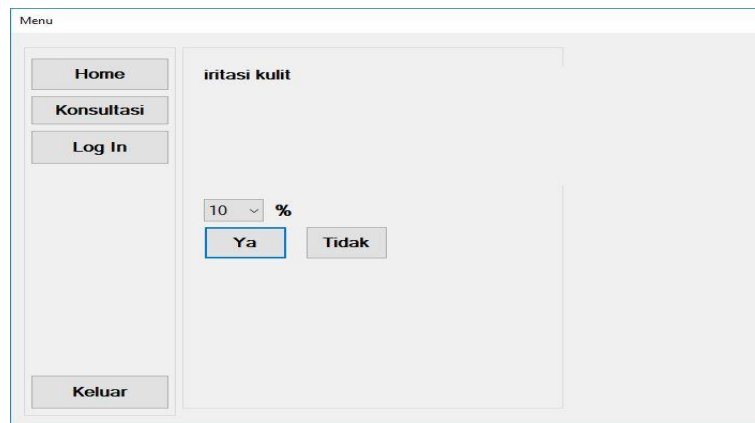 Menu
Home
Konsultasi
Log In
Keluar
iritasi kulit
10 %
Ya Tidak